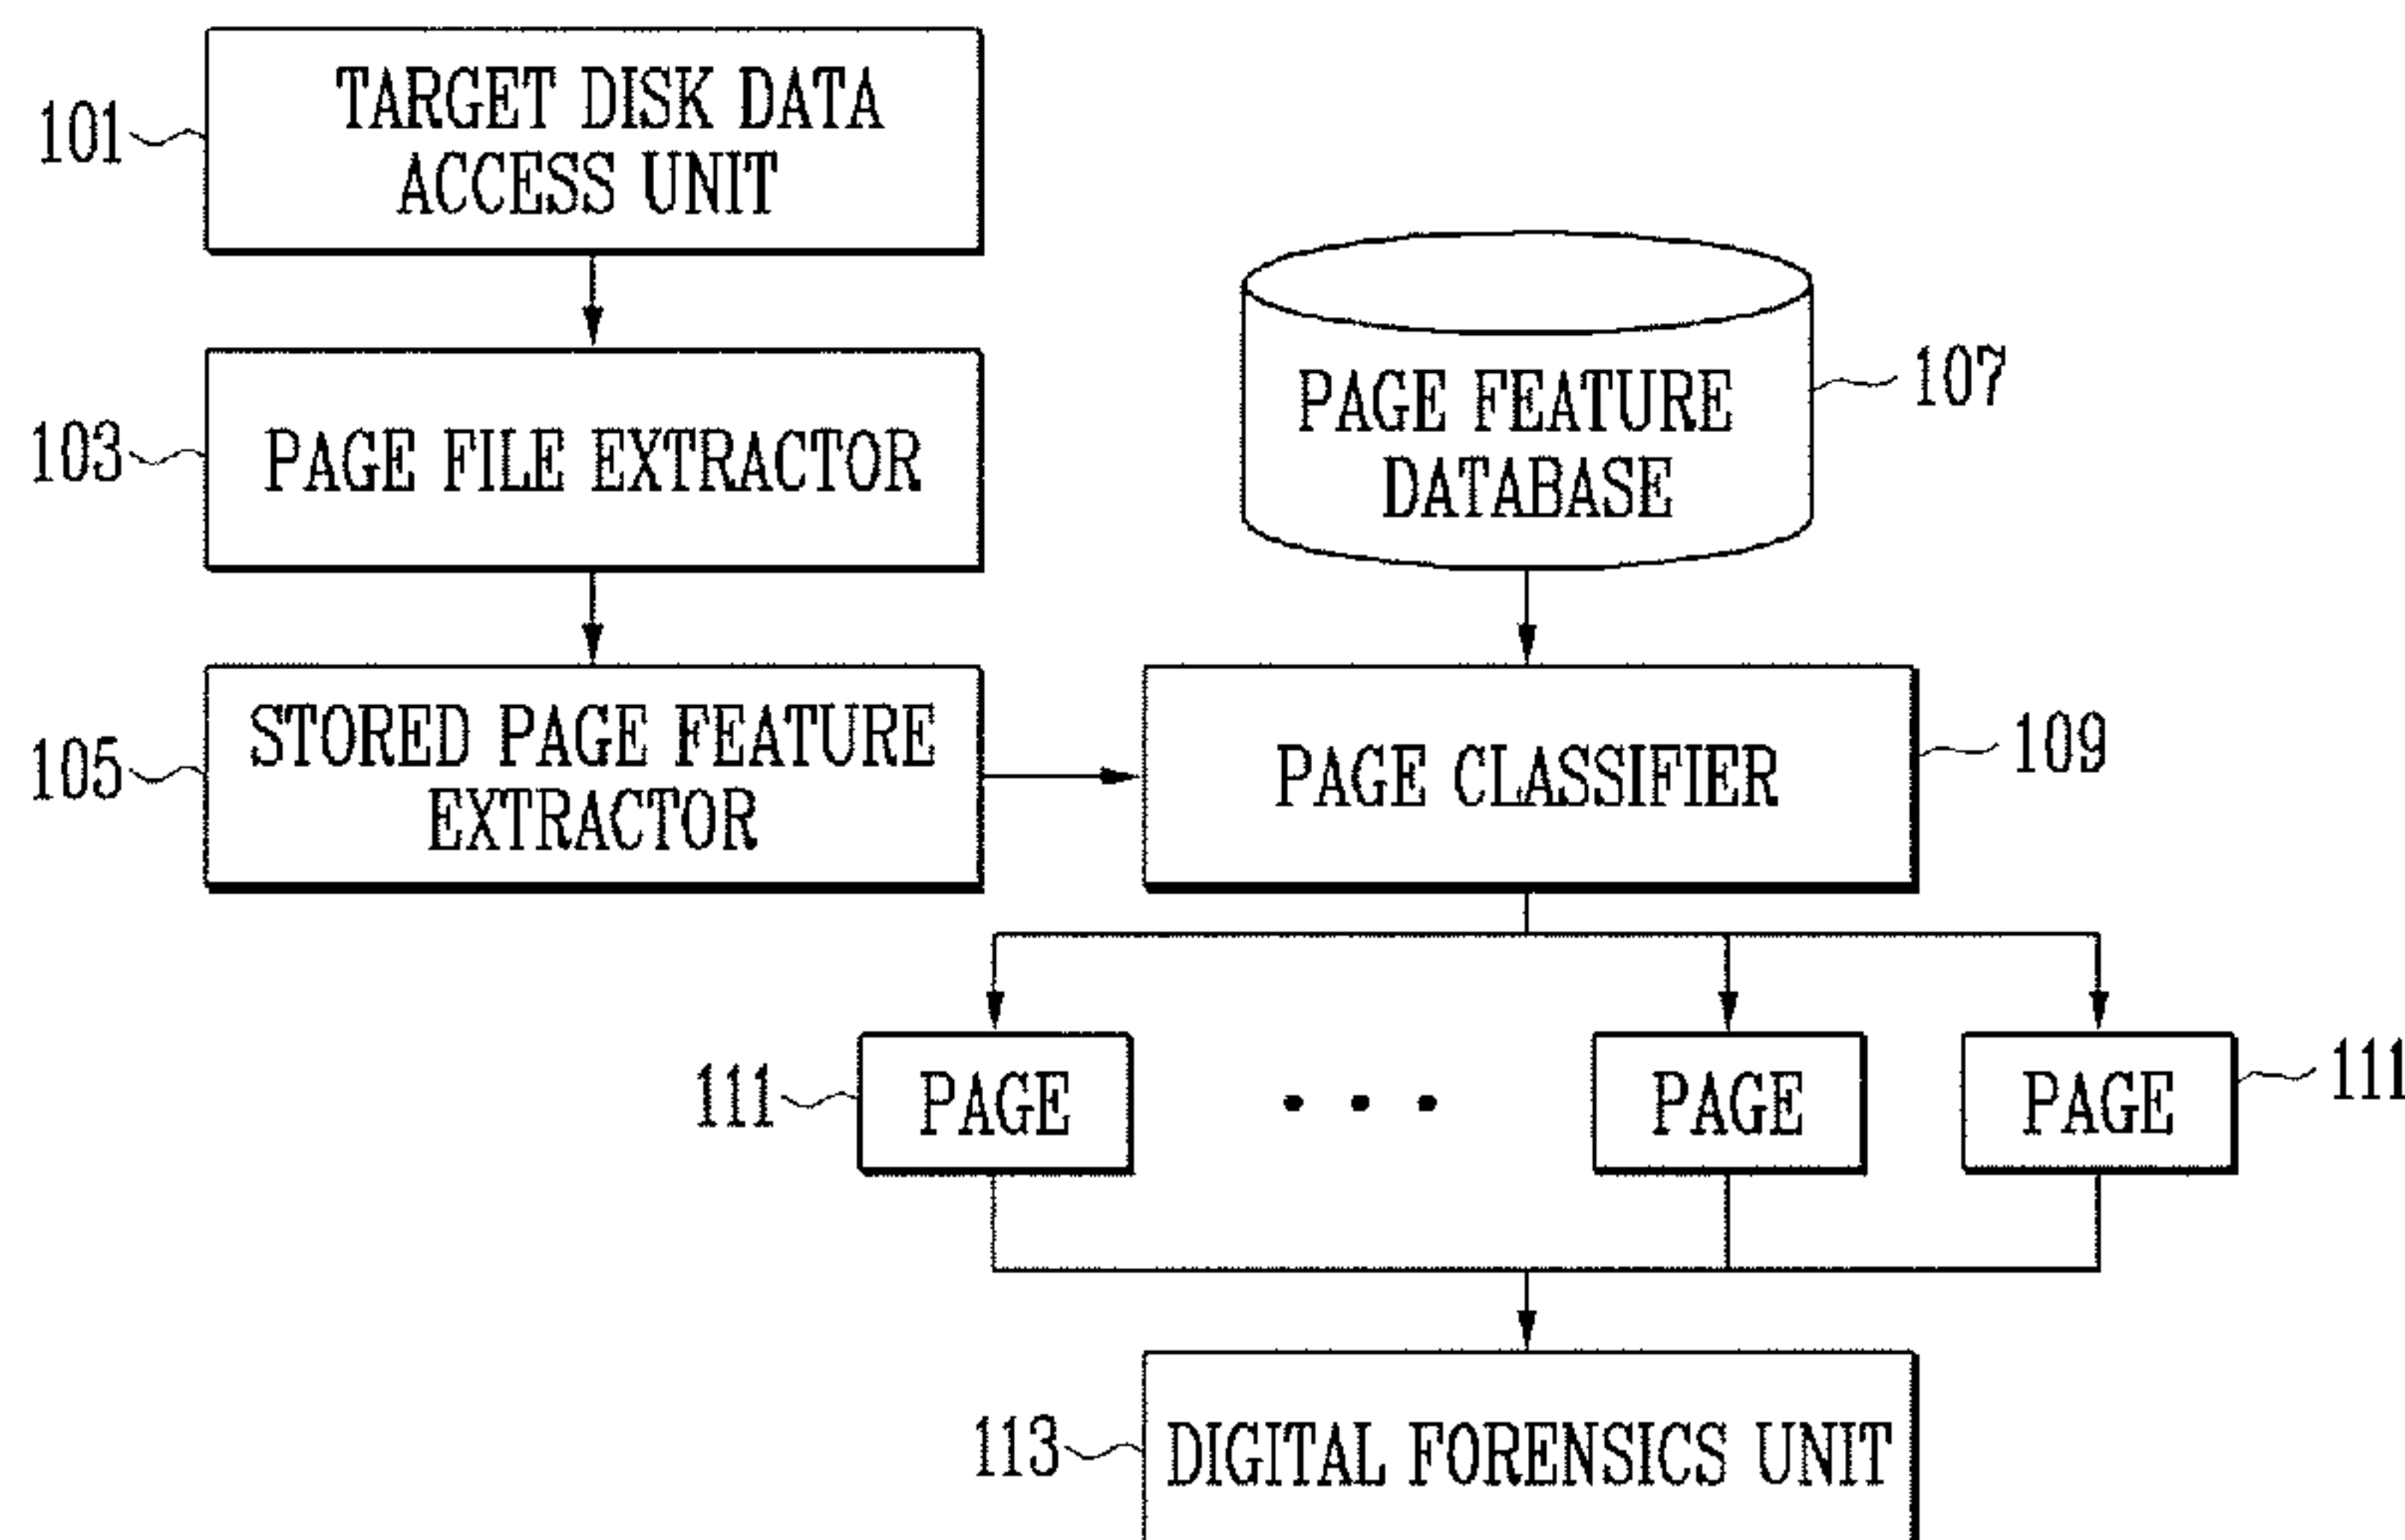 101
TARGET DISK DATA
ACCESS UNIT
103
PAGE FILE EXTRACTOR
PAGE FEATURE
DATABASE
107
105
STORED PAGE FEATURE
EXTRACTOR
PAGE CLASSIFIER
109
111
PAGE
• • •
PAGE
PAGE
111
113
DIGITAL FORENSICS UNIT